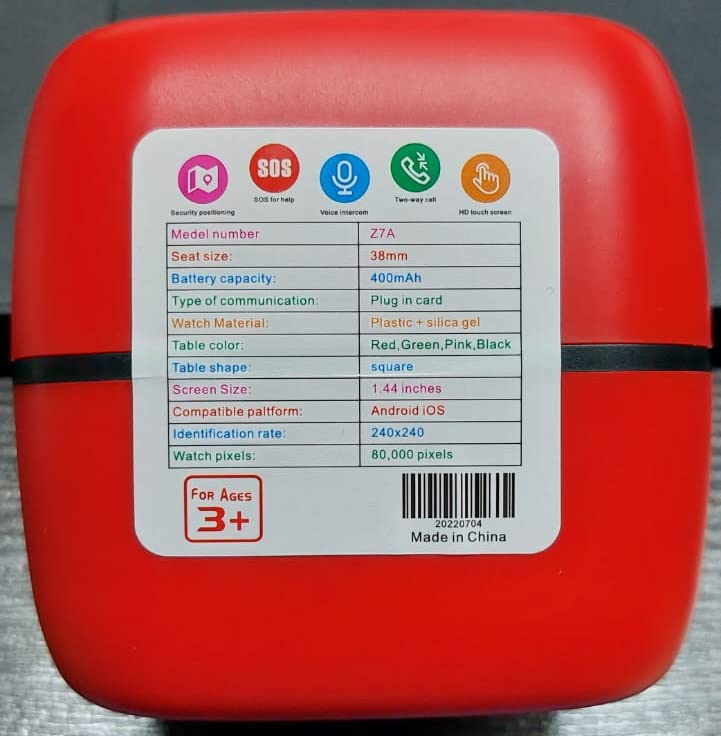 SOS
Security positioning
SOS for help
Voice intercom
Two-way call
HD touch screen
Medel number Z7A
Seat size: 38mm
Battery capacity: 400mAh
Type of communication: Plug in card
Watch Material: Plastic + silica gel
Table color: Red,Green,Pink,Black
Table shape: square
Screen Size: 1.44 inches
Compatible paltform: Android iOS
Identification rate: 240x240
Watch pixels: 80,000 pixels
FOR AGES
3+
20220704
Made in China